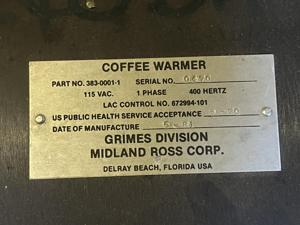 COFFEE WARMER
PART NO. 383-0001-1 SERIAL NO.
115 VAC. 1 PHASE 400 HERTZ
LAC CONTROL NO. 672994-101
US PUBLIC HEALTH SERVICE ACCEPTANCE
DATE OF MANUFACTURE
GRIMES DIVISION
MIDLAND ROSS CORP.
DELRAY BEACH, FLORIDA USA